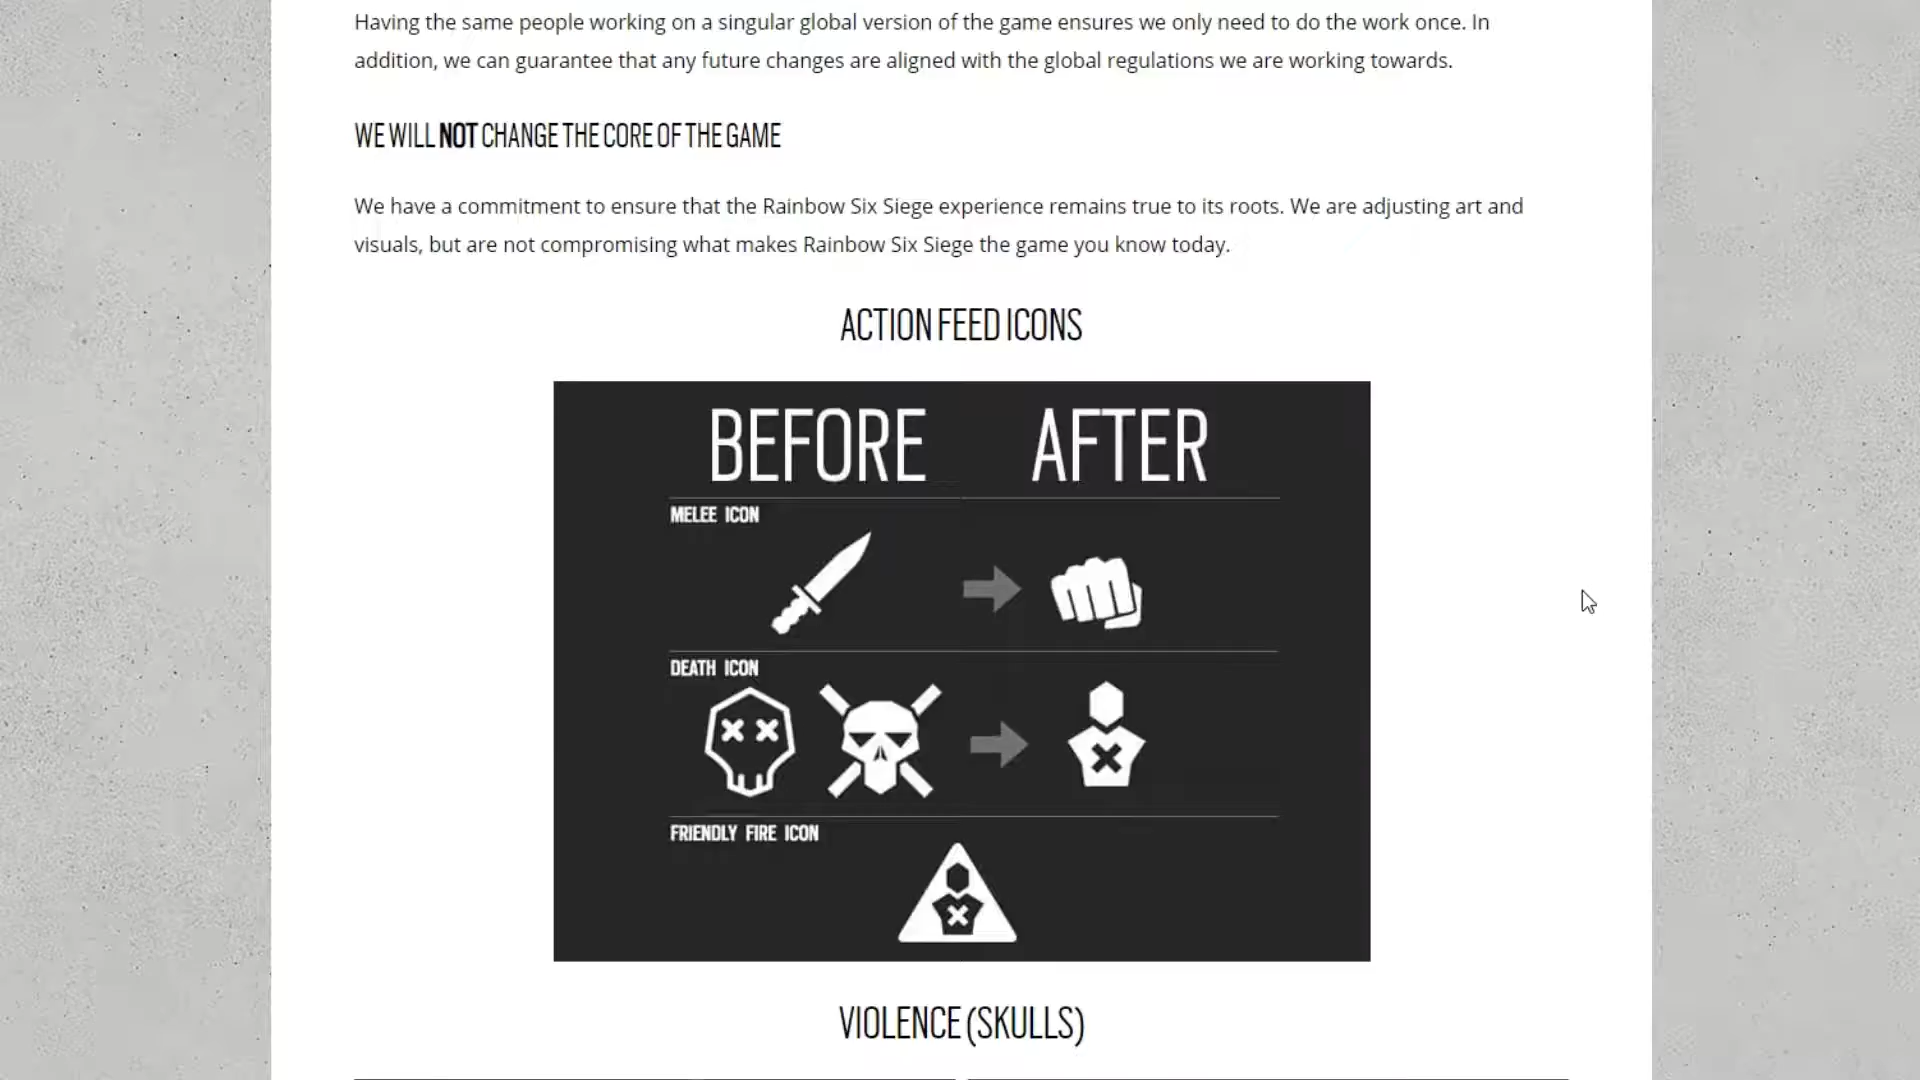 Having the same people working on a singular global version of the game ensures we only need to do the work once. In
addition, we can guarantee that any future changes are aligned with the global regulations we are working towards.
WE WILL NOT CHANGE THE CORE OF THE GAME
We have a commitment to ensure that the Rainbow Six Siege experience remains true to its roots. We are adjusting art and
visuals, but are not compromising what makes Rainbow Six Siege the game you know today.
ACTION FEED ICONS
BEFORE AFTER
MELEE ICON
DEATH ICON
FRIENDLY FIRE ICON
VIOLENCE (SKULLS)